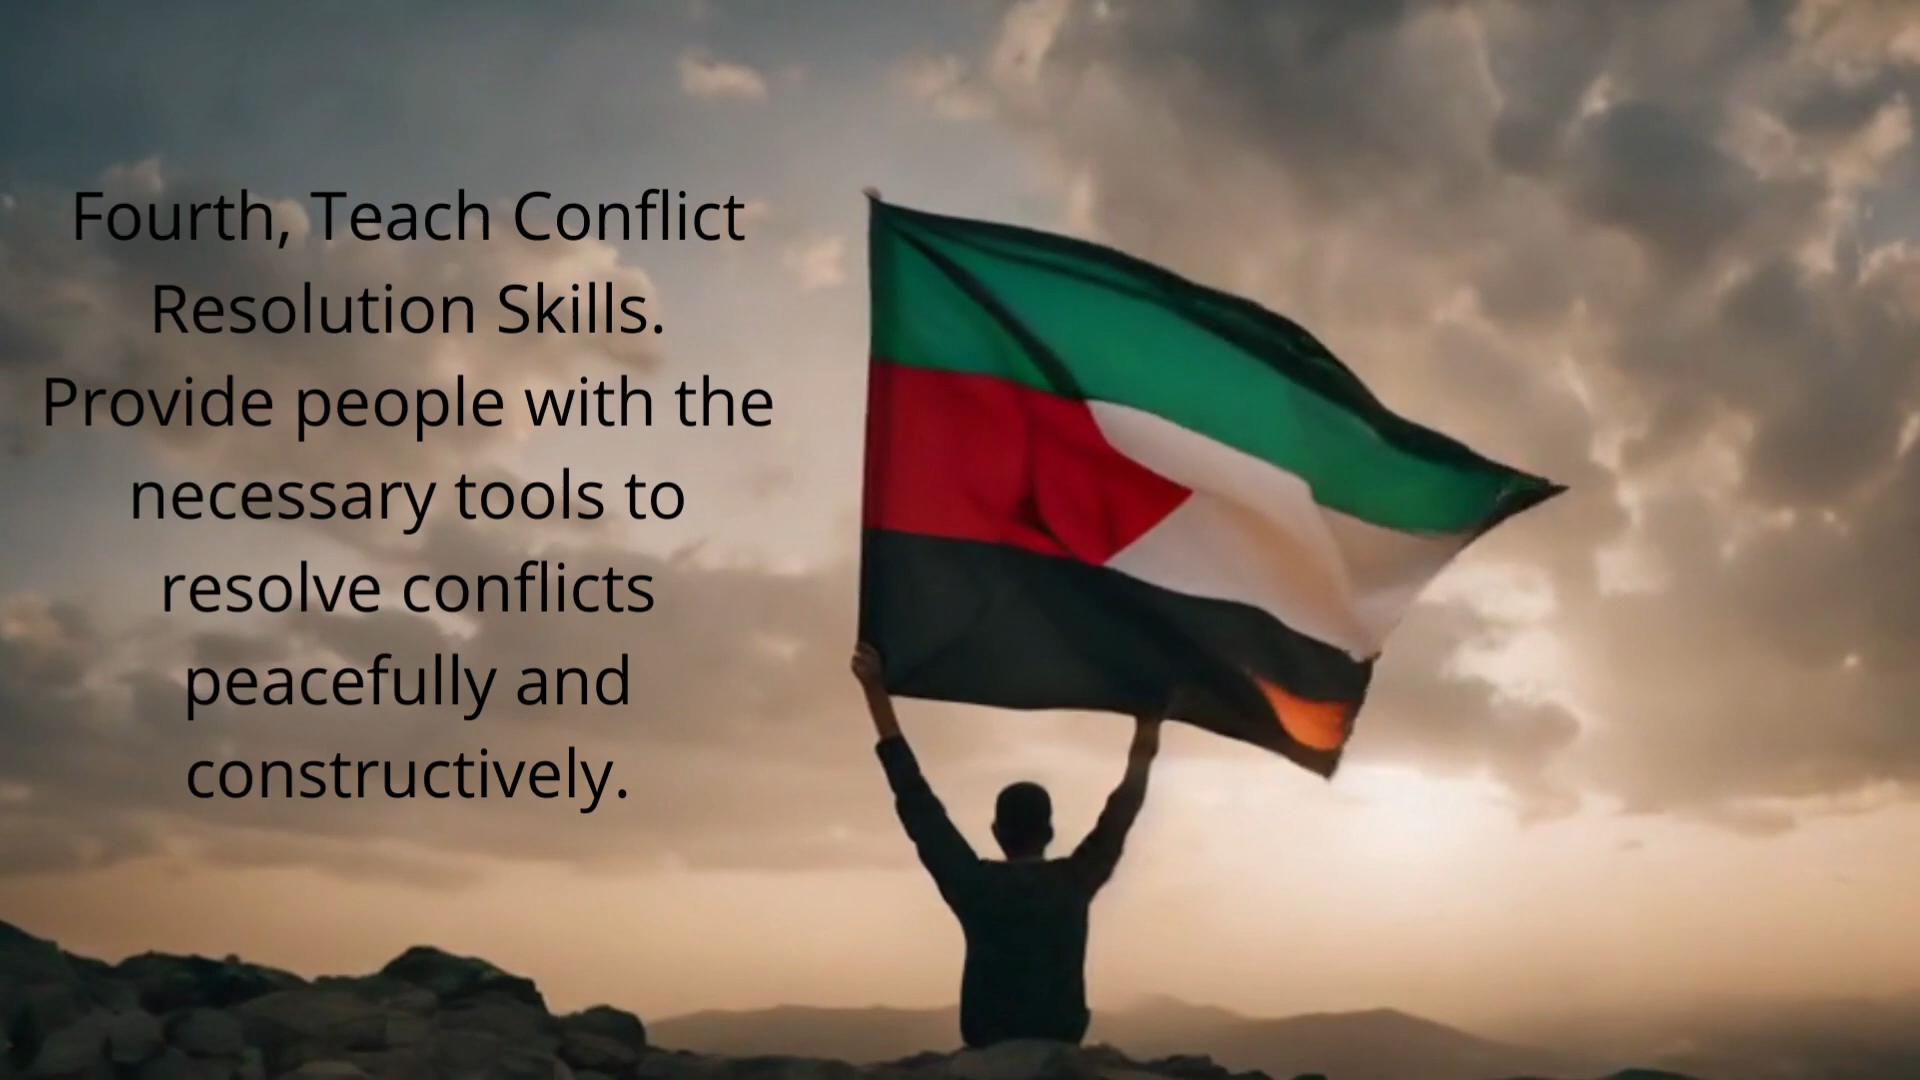 Fourth, Teach Conflict
Resolution Skills.
Provide people with the
necessary tools to
resolve conflicts
peacefully and
constructively.